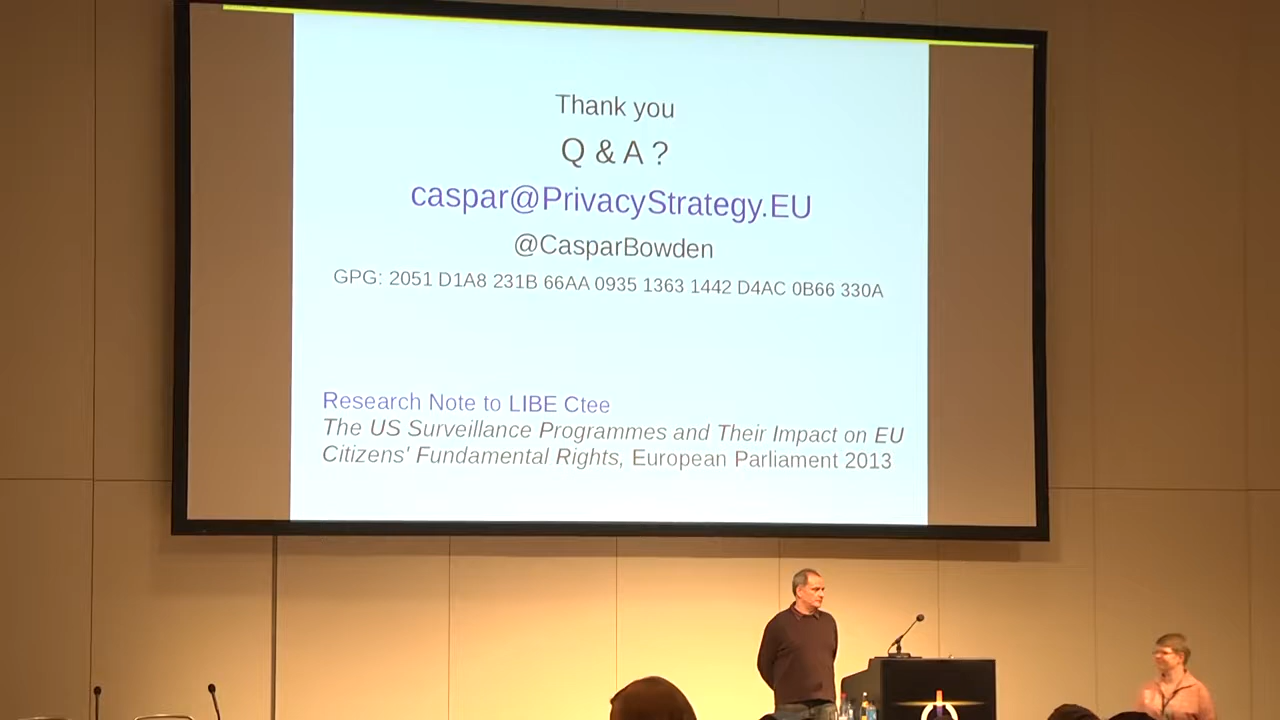 Thank you
Q & A ?
caspar@PrivacyStrategy.EU
@CasparBowden
GPG: 2051 D1A8 231B 66AA 0935 1363 1442 D4AC 0B66 330A
Research Note to LIBE Ctee
The US Surveillance Programmes and Their Impact on EU
Citizens' Fundamental Rights, European Parliament 2013